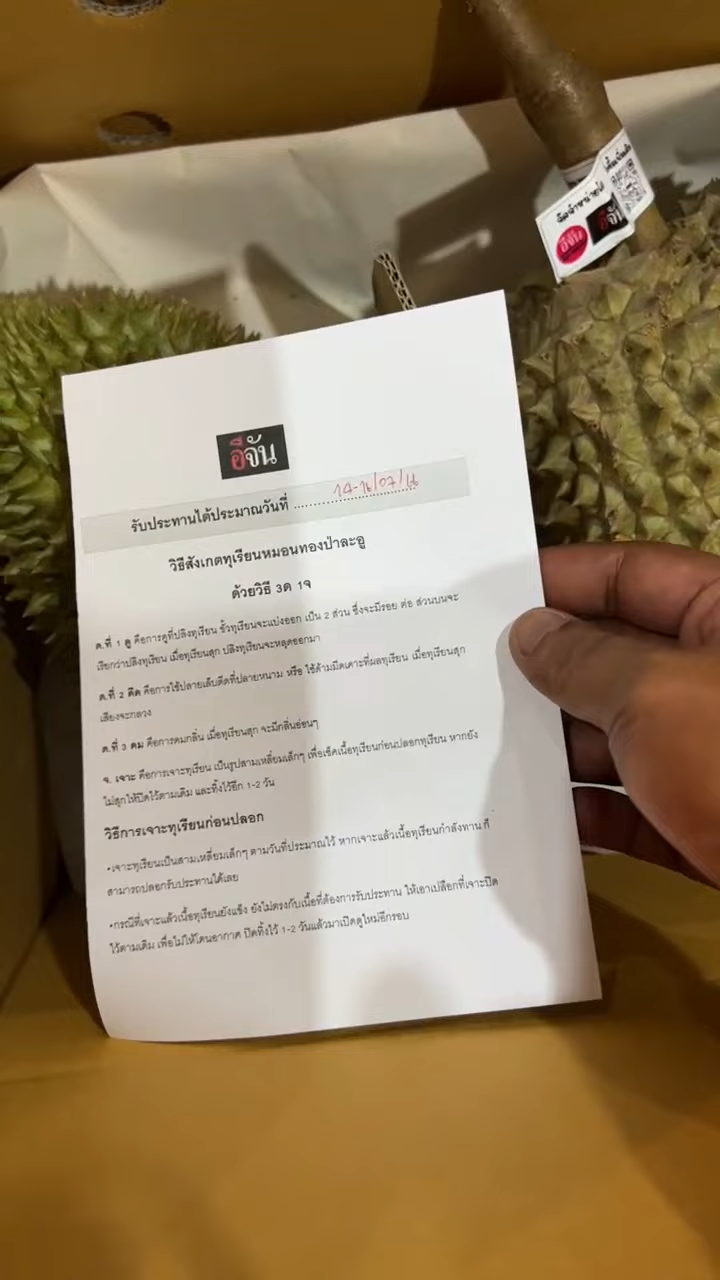 จัดจำหน่ายโดย
อีจัน
อีจัน
อีจัน
รับประทานได้ประมาณวันที่ ........................ 14-16/07/66
วิธีสังเกตทุเรียนหมอนทองป่าละอู
ด้วยวิธี 3ด 1จ
ด.ที่ 1 ดู คือการดูที่ปลิงทุเรียน ขั้วทุเรียนจะแบ่งออก เป็น 2 ส่วน ซึ่งจะมีรอย ต่อ ส่วนบนจะ
เรียกว่าปลิงทุเรียน เมื่อทุเรียนสุก ปลิงทุเรียนจะหลุดออกมา
ด.ที่ 2 ดีด คือการใช้ปลายเล็บดีดที่ปลายหนาม หรือ ใช้ด้ามมีดเคาะที่ผลทุเรียน เมื่อทุเรียนสุก
เสียงจะกลวง
ด.ที่ 3 ดม คือการดมกลิ่น เมื่อทุเรียนสุก จะมีกลิ่นอ่อนๆ
จ. เจาะ คือการเจาะทุเรียน เป็นรูปสามเหลี่ยมเล็กๆ เพื่อเช็คเนื้อทุเรียนก่อนปลอกทุเรียน หากยัง
ไม่สุกให้ปิดไว้ตามเดิม และทิ้งไว้อีก 1-2 วัน
วิธีการเจาะทุเรียนก่อนปลอก
•เจาะทุเรียนเป็นสามเหลี่ยมเล็กๆ ตามวันที่ประมาณไว้ หากเจาะแล้วเนื้อทุเรียนกำลังทาน ก็
สามารถปลอกรับประทานได้เลย
•กรณีที่เจาะแล้วเนื้อทุเรียนยังแข็ง ยังไม่ตรงกับเนื้อที่ต้องการรับประทาน ให้เอาเปลือกที่เจาะปิด
ไว้ตามเดิม เพื่อไม่ให้โดนอากาศ ปิดทิ้งไว้ 1-2 วันแล้วมาเปิดดูใหม่อีกรอบ